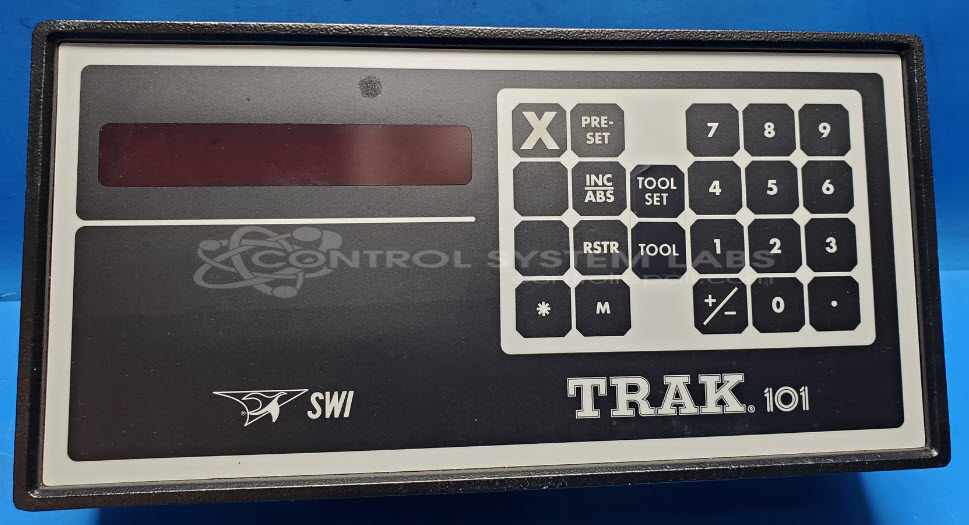 X PRE-SET 7 8 9
INC ABS TOOL SET 4 5 6
RSTR TOOL 1 2 3
CONTROL SYSTEM LABS
* M +/- 0 .
SWI TRAK® 101